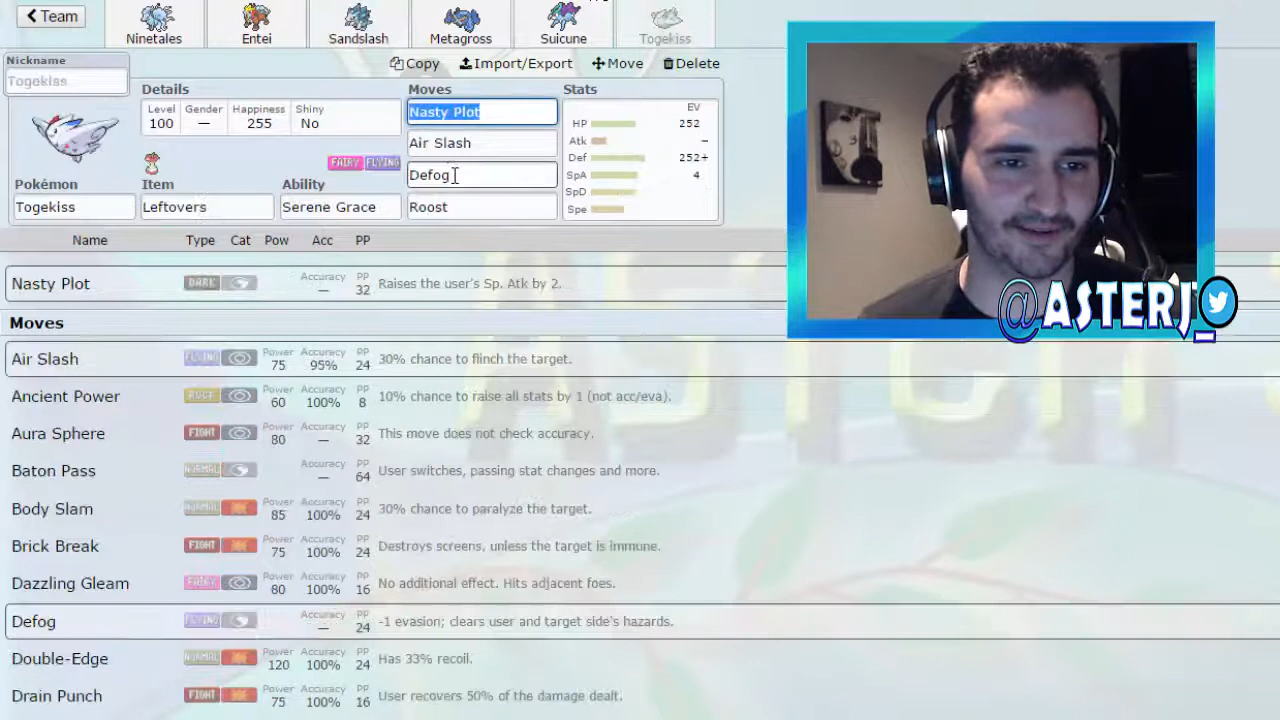 Team
Ninetales Entei Sandslash Metagross Suicune Togekiss
Nickname
Togekiss
Copy Import/Export Move Delete
Details Moves Stats
Level Gender Happiness Shiny
100 — 255 No
FAIRY FLYING
Pokémon Item Ability
Togekiss Leftovers Serene Grace
Nasty Plot
Air Slash
Defog
Roost
EV
HP 252
Atk –
Def 252+
SpA 4
SpD
Spe
Name Type Cat Pow Acc PP
Nasty Plot DARK Accuracy — PP 32 Raises the user's Sp. Atk by 2.
Moves
Air Slash FLYING Power 75 Accuracy 95% PP 24 30% chance to flinch the target.
Ancient Power ROCK Power 60 Accuracy 100% PP 8 10% chance to raise all stats by 1 (not acc/eva).
Aura Sphere FIGHT Power 80 Accuracy — PP 32 This move does not check accuracy.
Baton Pass NORMAL Accuracy — PP 64 User switches, passing stat changes and more.
Body Slam NORMAL Power 85 Accuracy 100% PP 24 30% chance to paralyze the target.
Brick Break FIGHT Power 75 Accuracy 100% PP 24 Destroys screens, unless the target is immune.
Dazzling Gleam FAIRY Power 80 Accuracy 100% PP 16 No additional effect. Hits adjacent foes.
Defog FLYING Accuracy — PP 24 -1 evasion; clears user and target side's hazards.
Double-Edge NORMAL Power 120 Accuracy 100% PP 24 Has 33% recoil.
Drain Punch FIGHT Power 75 Accuracy 100% PP 16 User recovers 50% of the damage dealt.
@ASTERJ_